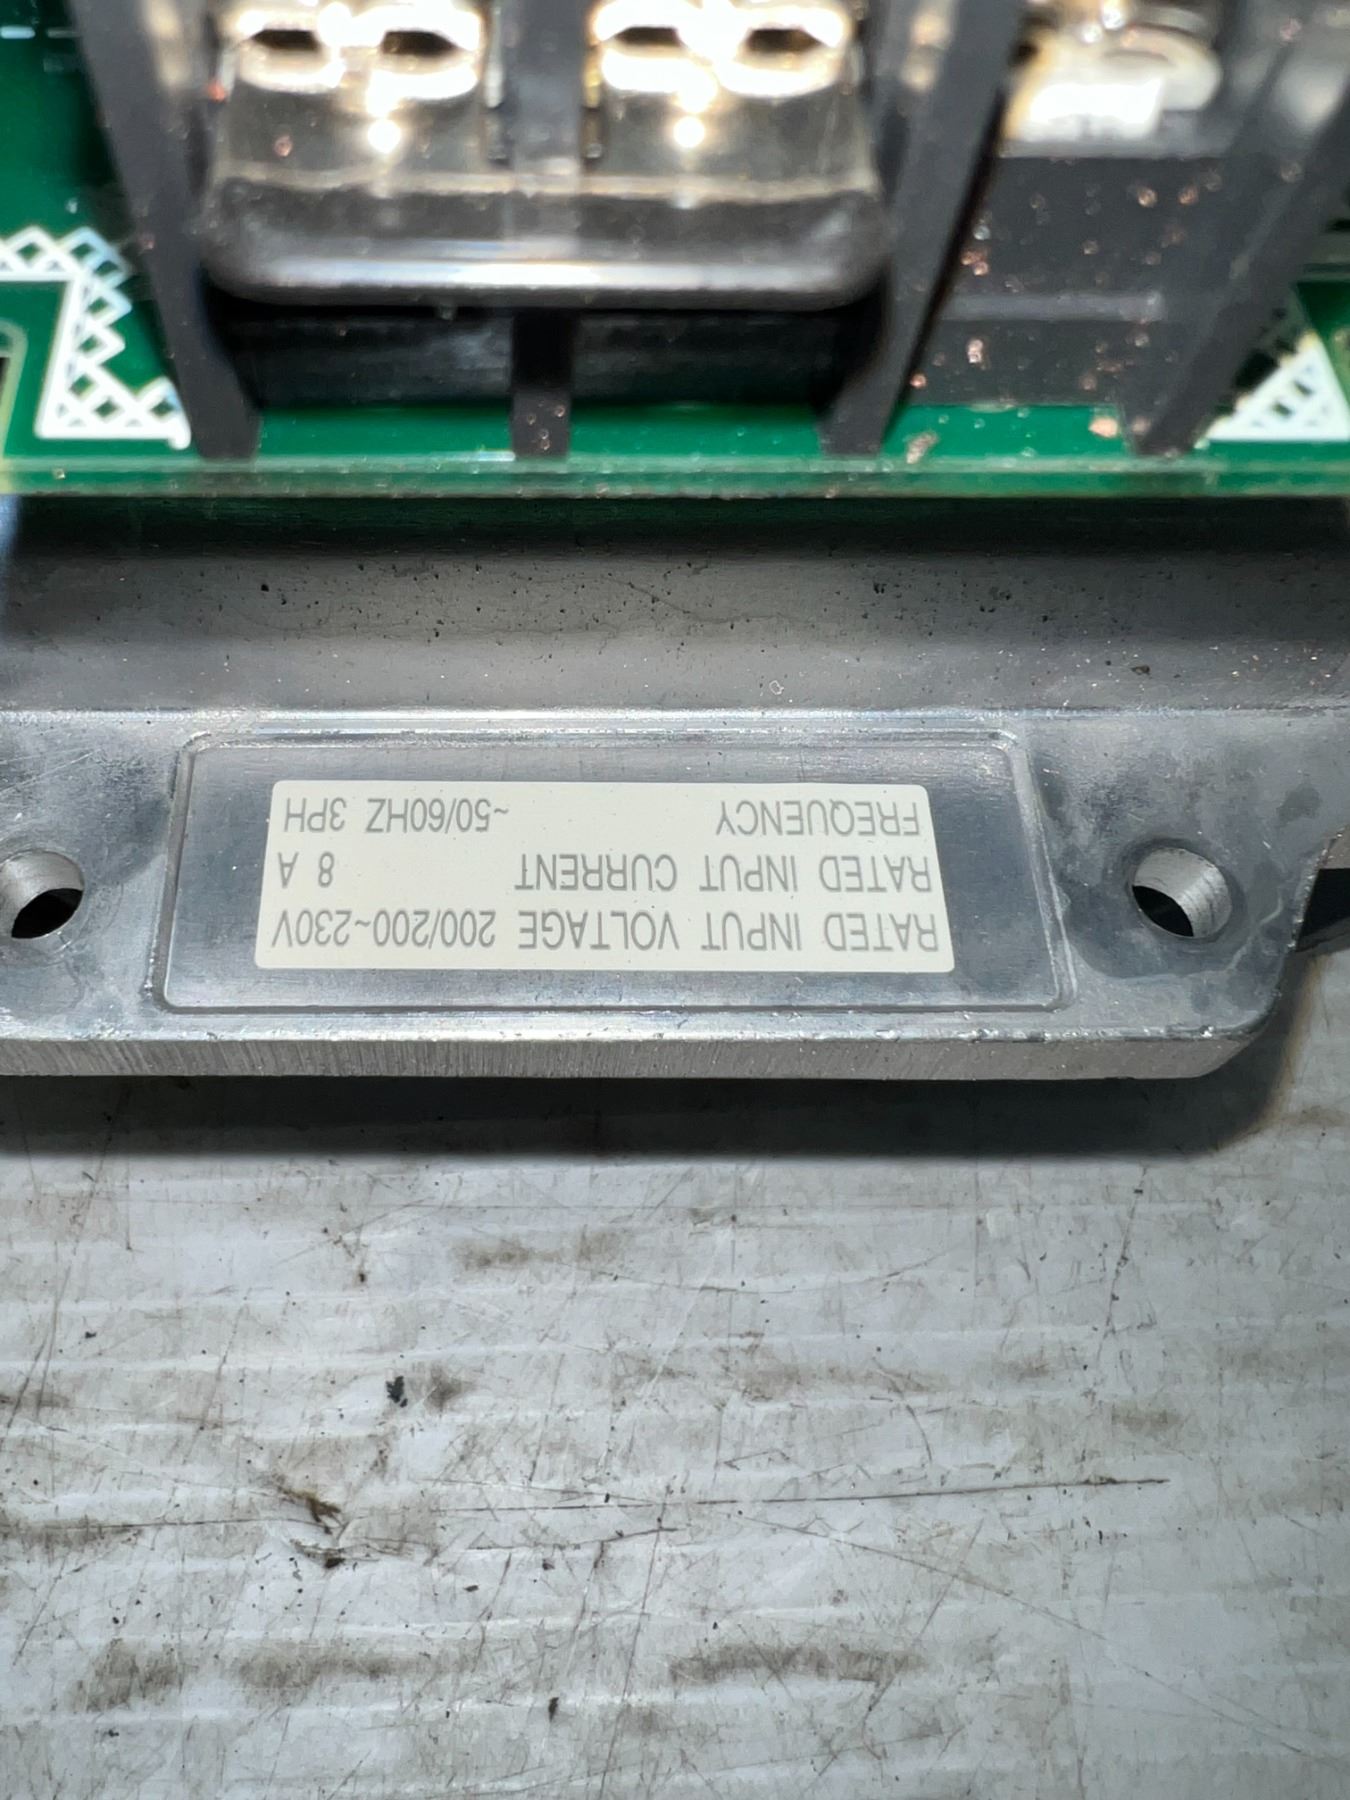 RATED INPUT VOLTAGE 200/200~230V
RATED INPUT CURRENT 8 A
FREQUENCY ~50/60HZ 3PH